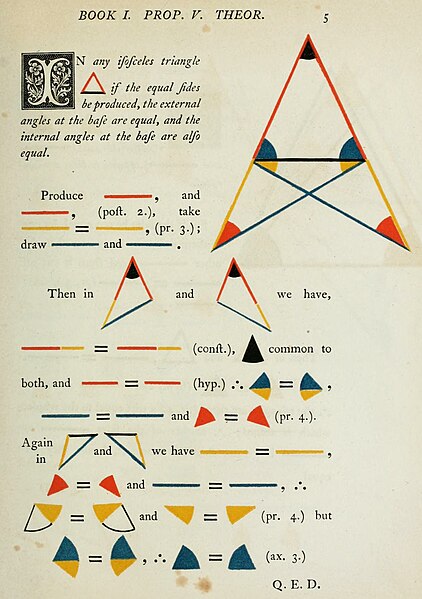 BOOK I. PROP. V. THEOR. 5
IN any iſoſceles triangle
if the equal ſides
be produced, the external
angles at the baſe are equal, and the
internal angles at the baſe are alſo
equal.
Produce , and
, (poſt. 2.), take
= , (pr. 3.);
draw and .
Then in and we have,
= (conſt.), common to
both, and = (hyp.) ∴ = ,
= and = (pr. 4.).
Again
in and we have = ,
= and = , ∴
= and = (pr. 4.) but
= , ∴ = (ax. 3.)
Q. E. D.